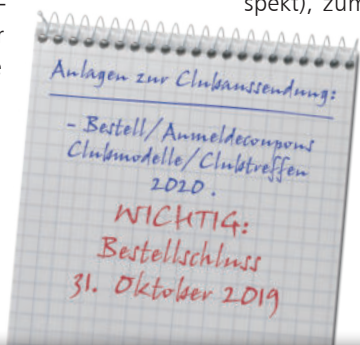 r
e
spekt), zum
Anlagen zur Clubaussendung:
- Bestell/Anmeldecoupons
Clubmodelle/Clubtreffen
2020.
WICHTIG:
Bestellschluss
31. Oktober 2019